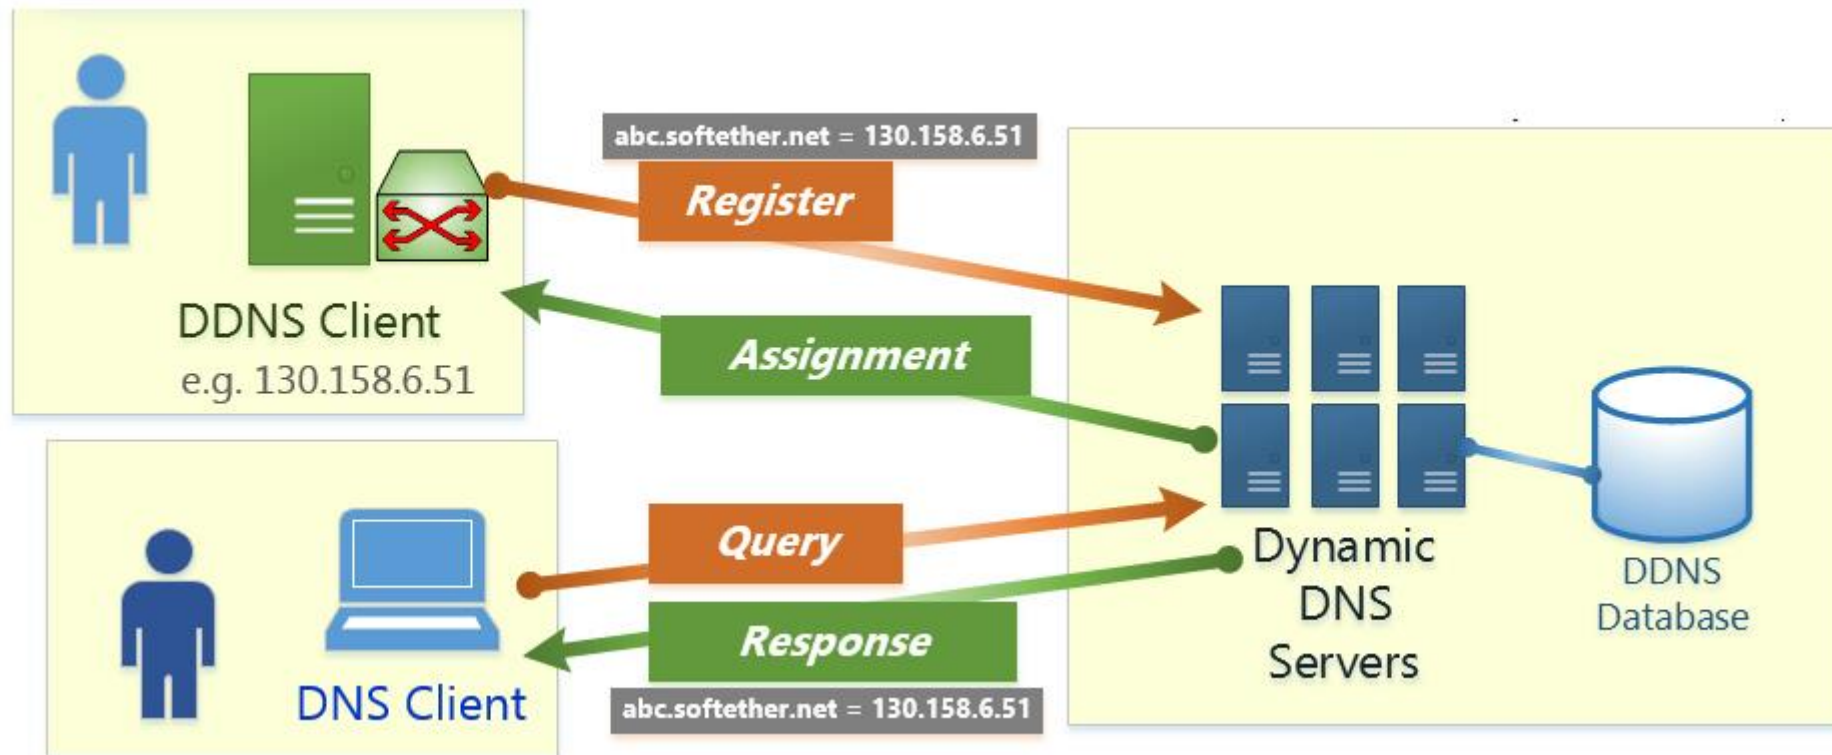 abc.softether.net = 130.158.6.51
Register
DDNS Client
e.g. 130.158.6.51
Assignment
Query
Response
abc.softether.net = 130.158.6.51
DNS Client
Dynamic
DNS
Servers
DDNS
Database